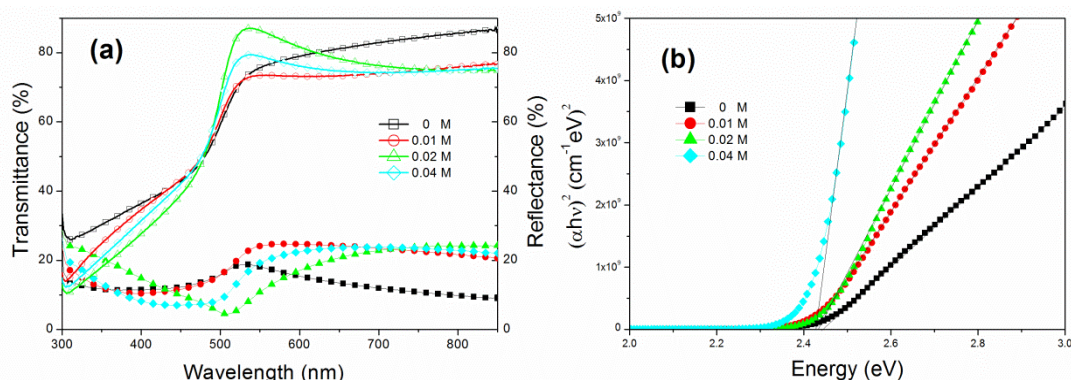 (a)
Transmittance (%)
80
60
40
20
0
0 M
0.01 M
0.02 M
0.04 M
80
60
40
20
0
Reflectance (%)
300 400 500 600 700 800
Wavelength (nm)
(b)
(αhν)² (cm⁻¹eV)²
5x10⁹
4x10⁹
3x10⁹
2x10⁹
1x10⁹
0
0 M
0.01 M
0.02 M
0.04 M
2.0 2.2 2.4 2.6 2.8 3.0
Energy (eV)